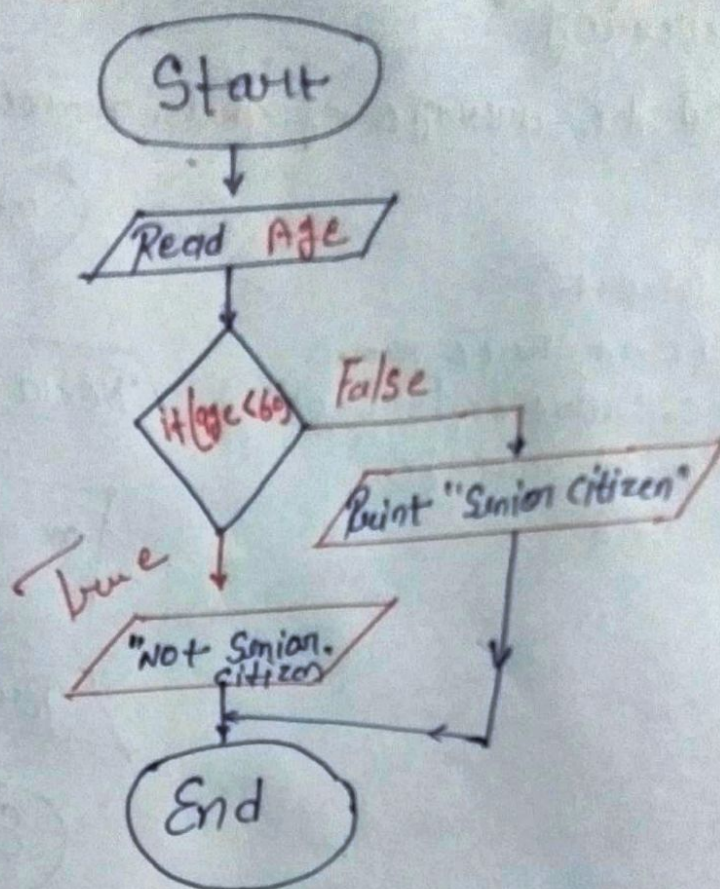 Start
Read Age
if(age<60)
False
Print "Senior citizen"
True
"Not Senior.
citizen
End